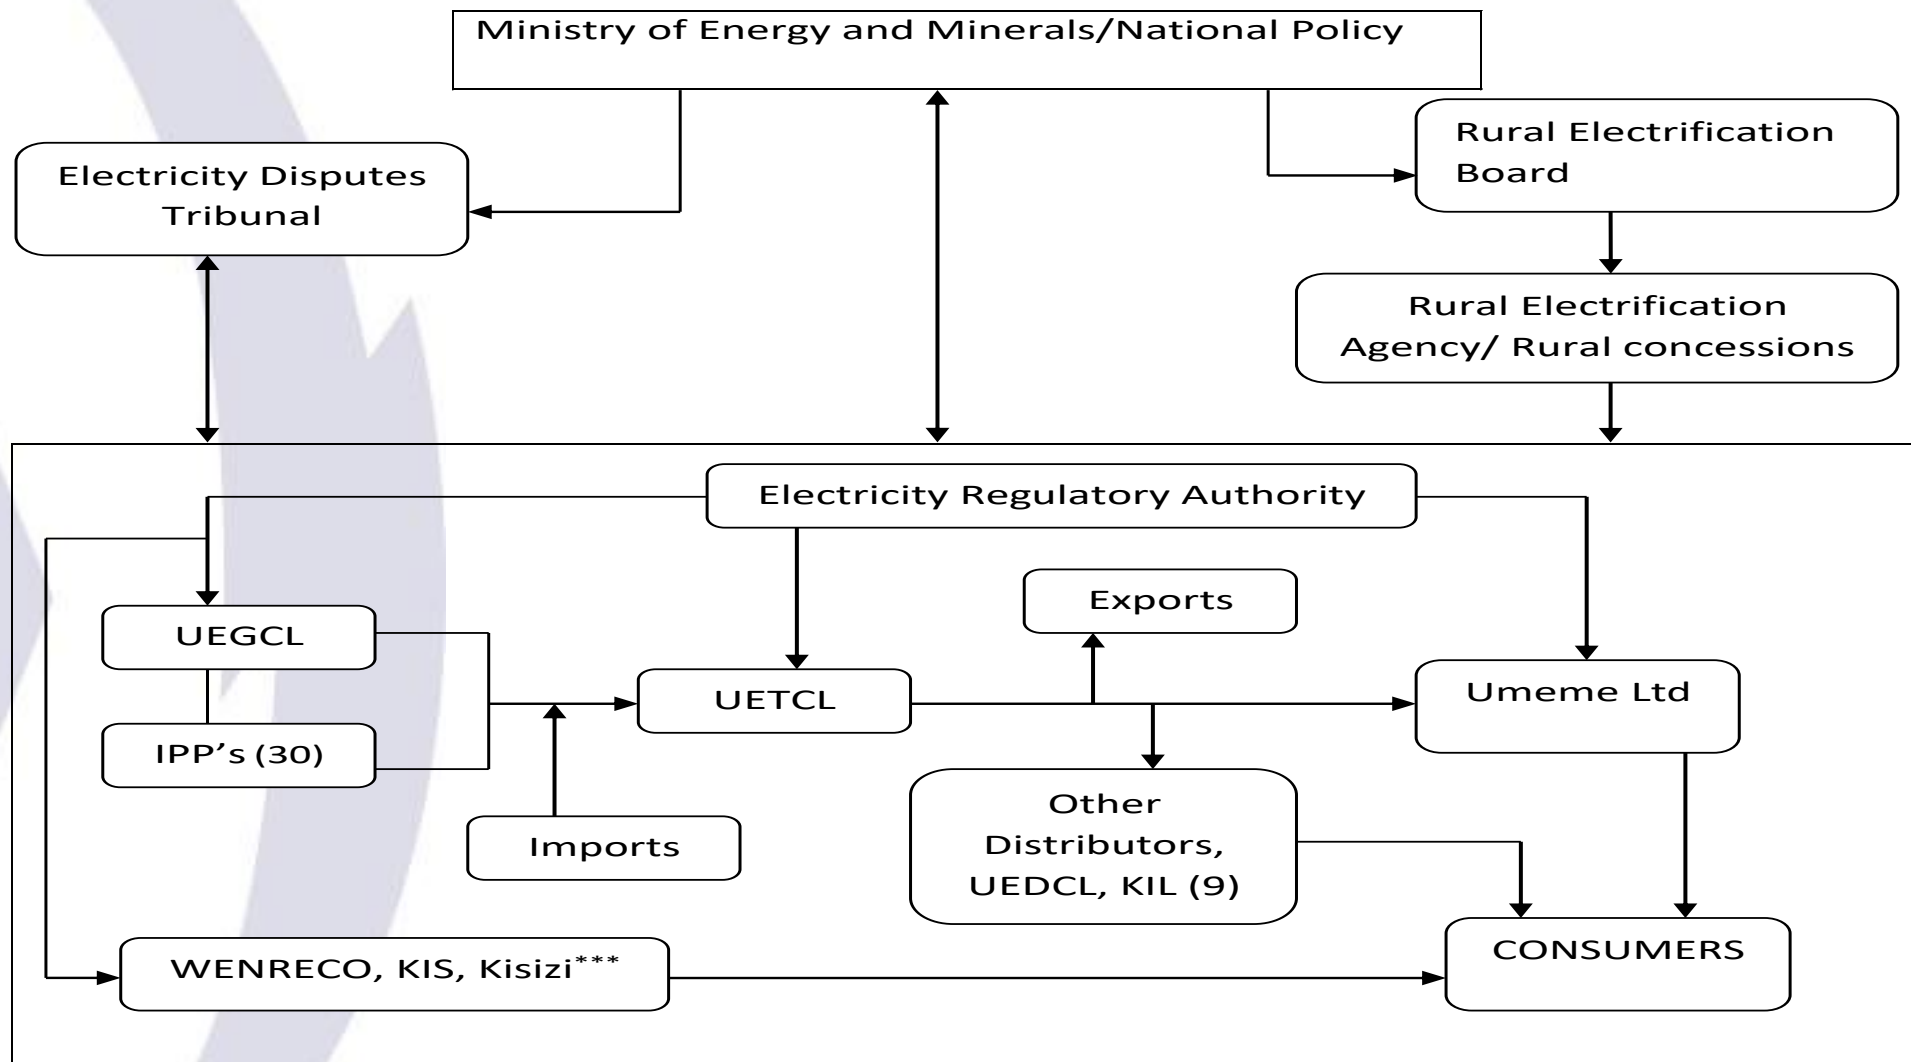 Ministry of Energy and Minerals/National Policy
Rural Electrification
Board
Electricity Disputes
Tribunal
Rural Electrification
Agency/ Rural concessions
Electricity Regulatory Authority
Exports
UEGCL
UETCL
Umeme Ltd
IPP’s (30)
Other
Distributors,
UEDCL, KIL (9)
Imports
WENRECO, KIS, Kisizi***
CONSUMERS